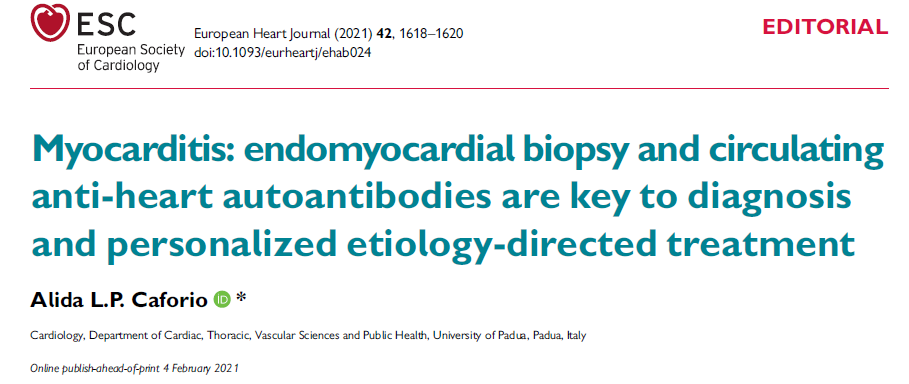 ESC
European Society
of Cardiology
European Heart Journal (2021) 42, 1618–1620
doi:10.1093/eurheartj/ehab024
EDITORIAL
Myocarditis: endomyocardial biopsy and circulating
anti-heart autoantibodies are key to diagnosis
and personalized etiology-directed treatment
Alida L.P. Caforio iD *
Cardiology, Department of Cardiac, Thoracic, Vascular Sciences and Public Health, University of Padua, Padua, Italy
Online publish-ahead-of-print 4 February 2021